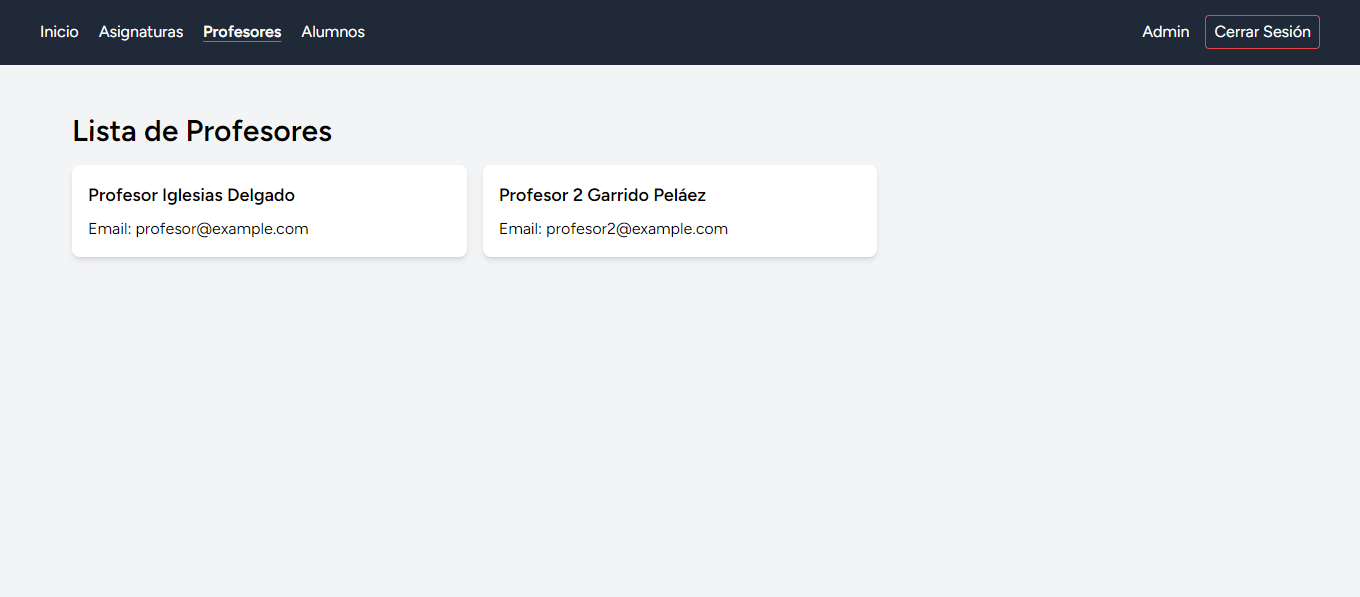 Inicio Asignaturas Profesores Alumnos Admin Cerrar Sesión
Lista de Profesores
Profesor Iglesias Delgado
Email: profesor@example.com
Profesor 2 Garrido Peláez
Email: profesor2@example.com